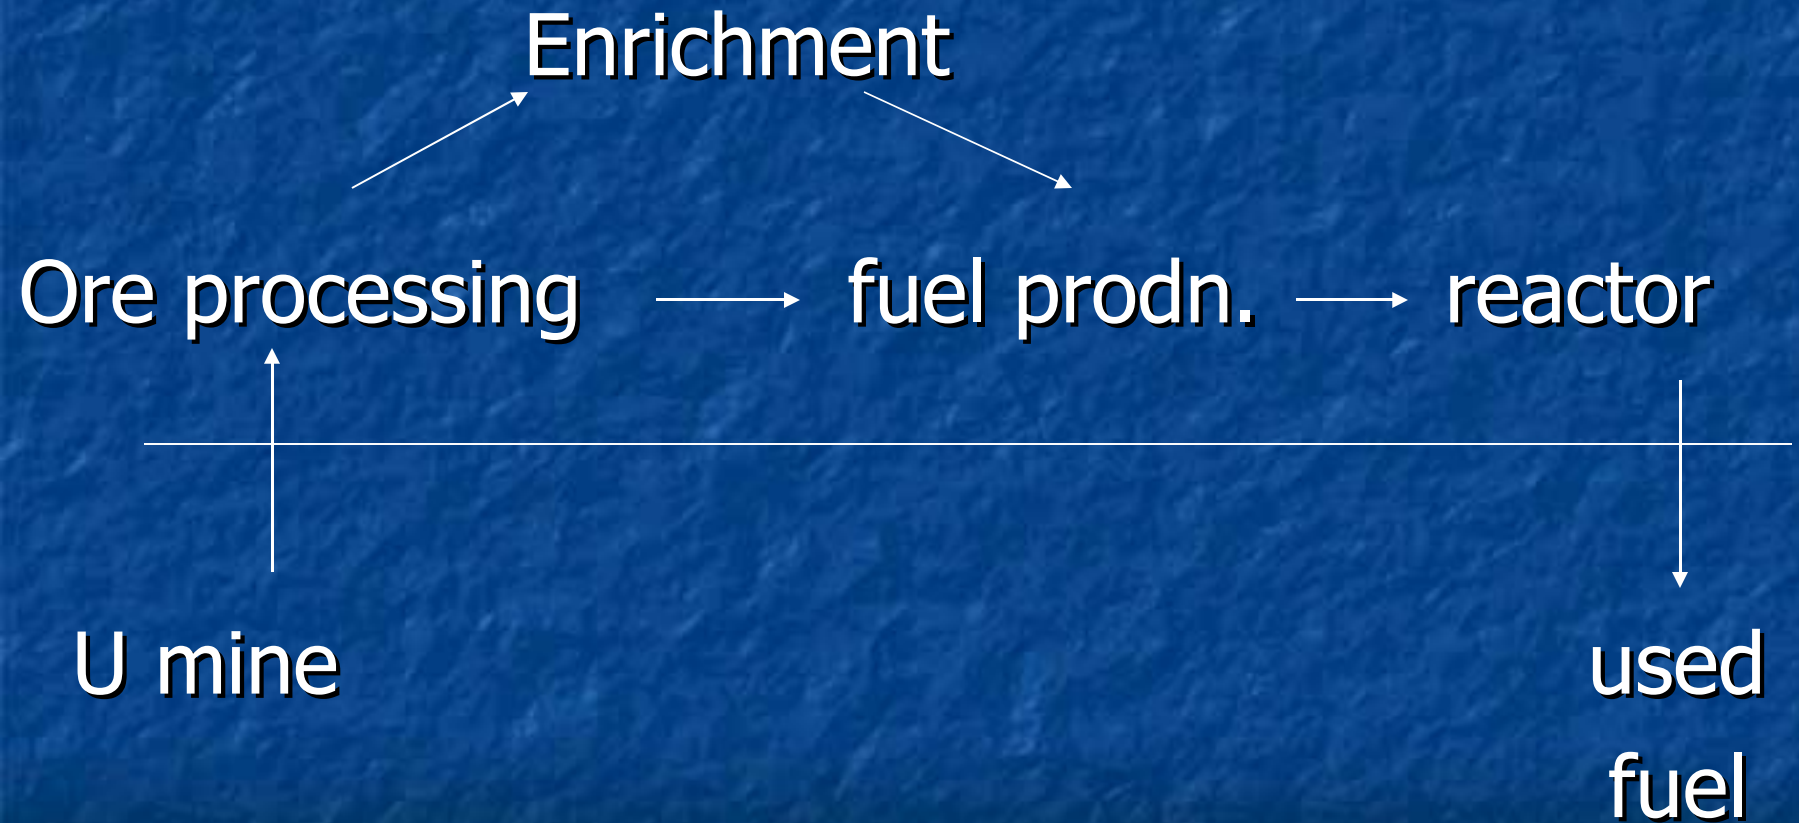 Enrichment
Ore processing
fuel prodn.
reactor
U mine
used
fuel